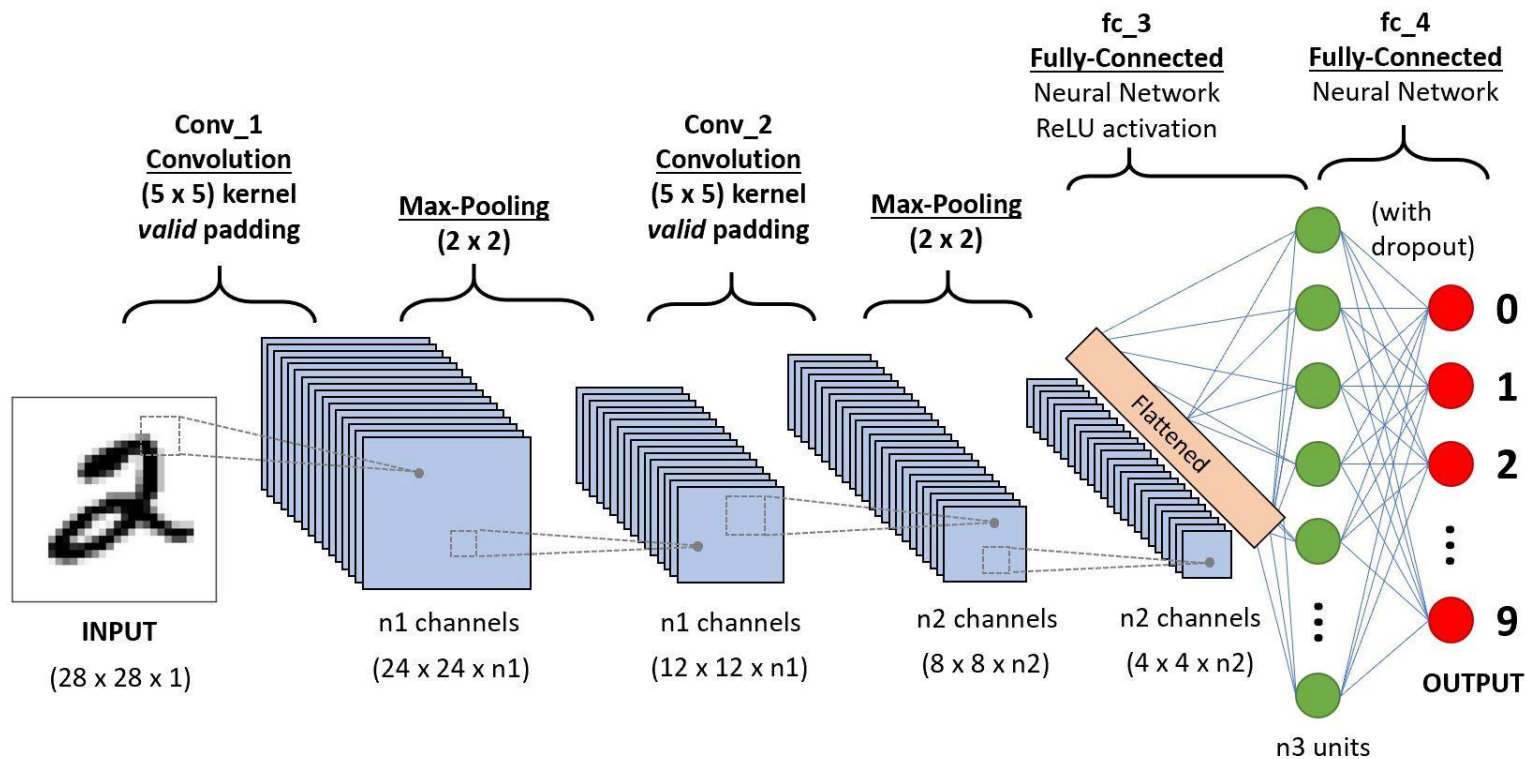 Conv_1
Convolution
(5 x 5) kernel
valid padding
Max-Pooling
(2 x 2)
Conv_2
Convolution
(5 x 5) kernel
valid padding
Max-Pooling
(2 x 2)
fc_3
Fully-Connected
Neural Network
ReLU activation
fc_4
Fully-Connected
Neural Network
(with
dropout)
2
INPUT
(28 x 28 x 1)
n1 channels
(24 x 24 x n1)
n1 channels
(12 x 12 x n1)
n2 channels
(8 x 8 x n2)
n2 channels
(4 x 4 x n2)
Flattened
n3 units
0
1
2
⋮
9
OUTPUT